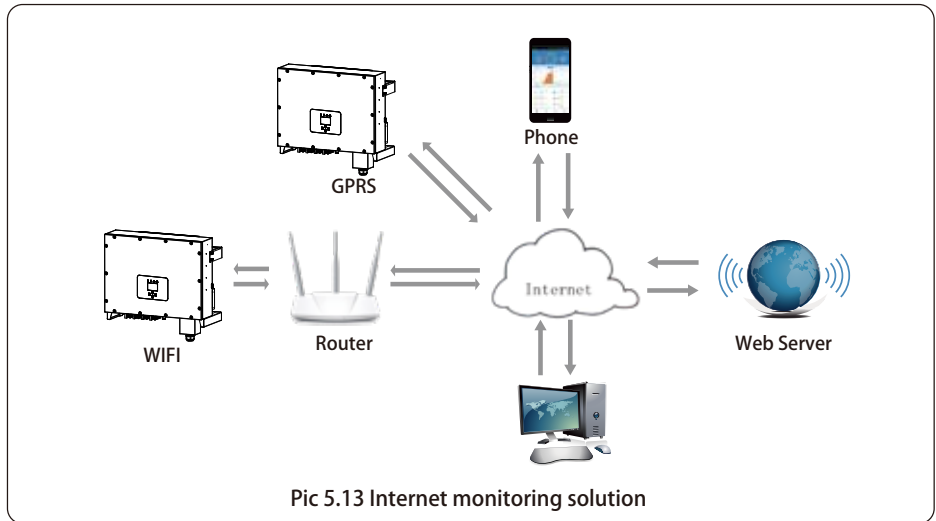 Phone
GPRS
Internet
WIFI
Router
Web Server
Pic 5.13 Internet monitoring solution